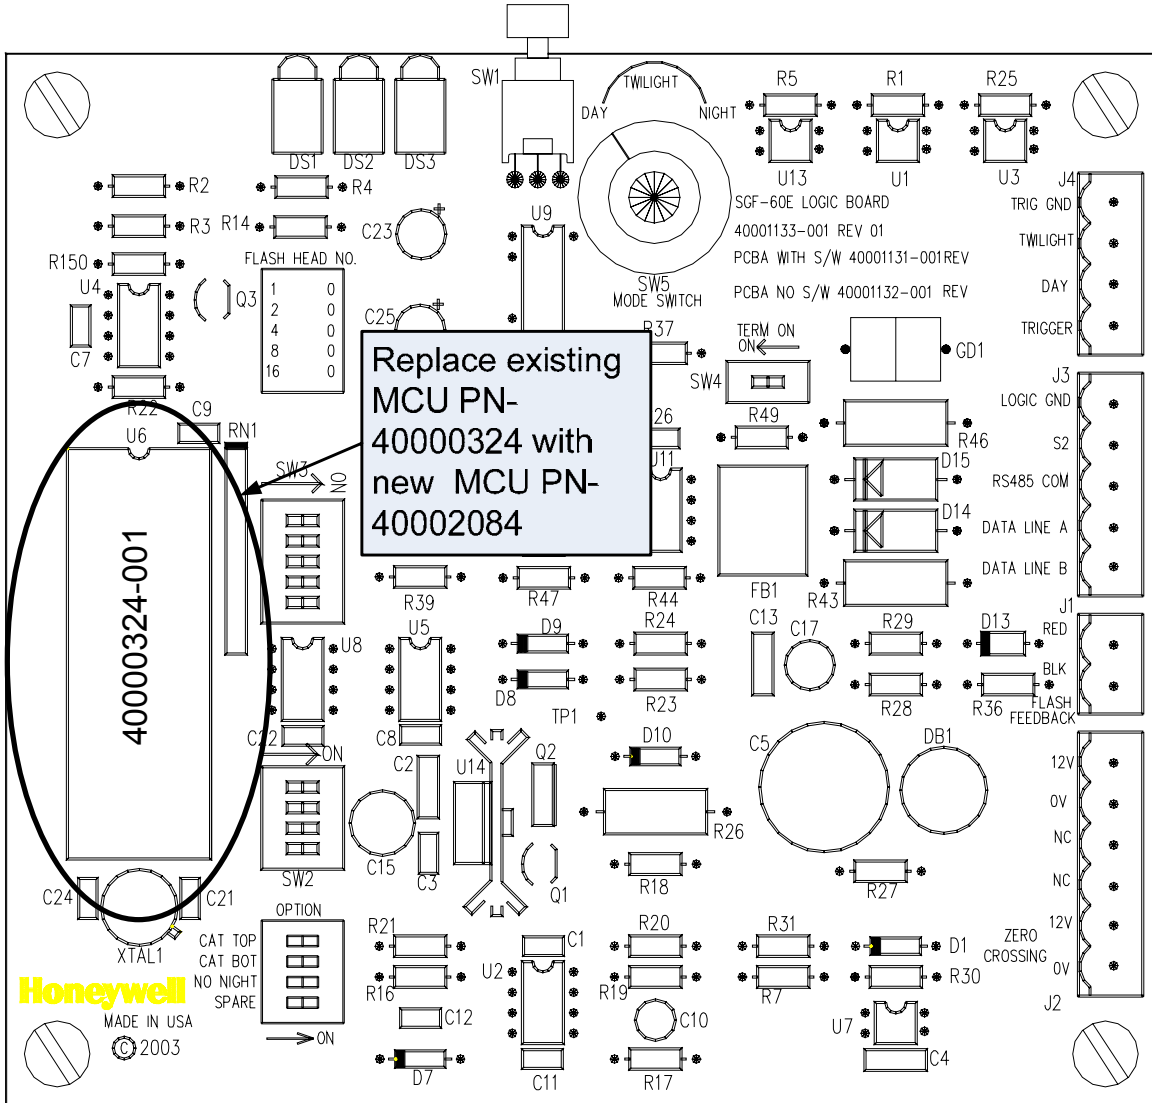 SW1
TWILIGHT
DAY
NIGHT
R5
R1
R25
DS1
DS2
DS3
U13
U1
U3
J4
R2
R4
R3
R14
C23
U9
SGF-60E LOGIC BOARD
40001133-001 REV 01
PCBA WITH S/W 40001131-001REV
PCBA NO S/W 40001132-001 REV
TRIG GND
TWILIGHT
DAY
TRIGGER
R150
FLASH HEAD NO.
U4
Q3
1 0
2 0
4 0
8 0
16 0
C7
C25
SW5
MODE SWITCH
R37
TERM ON
ON
SW4
GD1
R22
C9
U6
RN1
SW3
NO
Replace existing
MCU PN-
40000324 with
new MCU PN-
40002084
26
U11
R49
R46
D15
D14
J3
LOGIC GND
S2
RS485 COM
DATA LINE A
DATA LINE B
40000324-001
R39
R47
R44
FB1
R43
J1
U8
U5
D9
R24
C13
C17
R29
D13
RED
BLK
D8
R23
R28
R36
FLASH
FEEDBACK
TP1
C22
C8
ON
C2
U14
Q2
D10
C5
DB1
12V
0V
NC
NC
12V
0V
R26
C15
C3
Q1
R18
R27
SW2
C24
C21
XTAL1
OPTION
CAT TOP
CAT BOT
NO NIGHT
SPARE
ON
R21
C1
R20
R31
D1
ZERO
CROSSING
R16
U2
R19
R7
R30
J2
C12
C10
U7
D7
C11
R17
C4
Honeywell
MADE IN USA
© 2003